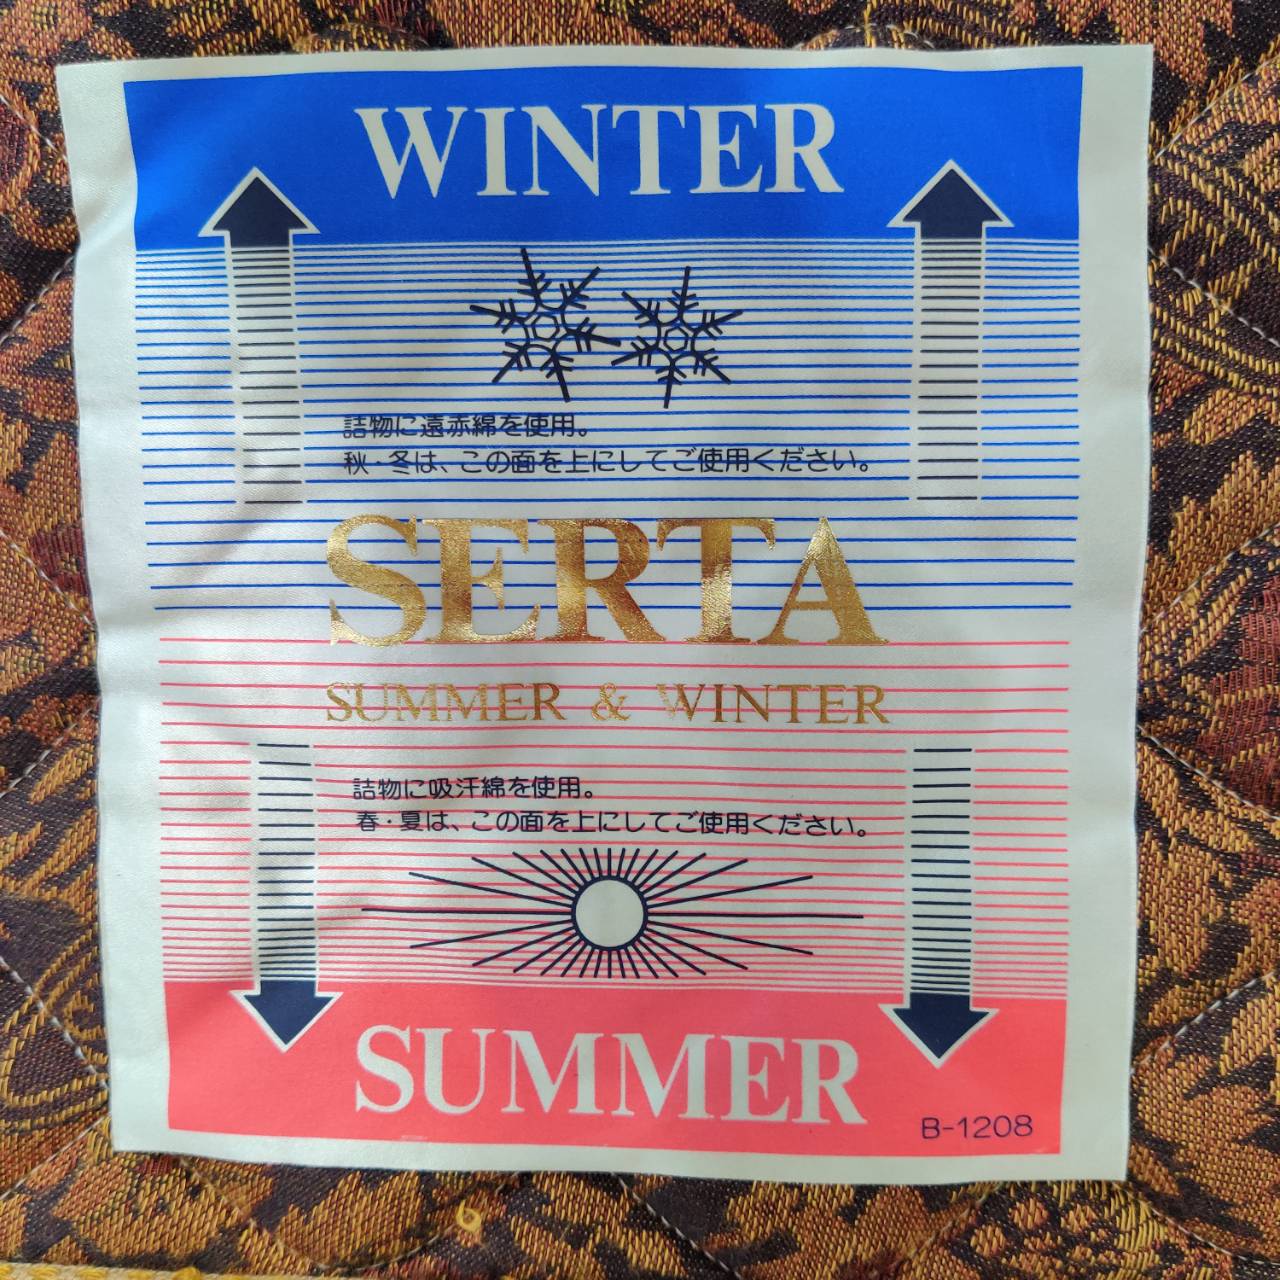 WINTER
詰物に遠赤綿を使用。
秋・冬は、この面を上にしてご使用ください。
SERTA
SUMMER & WINTER
詰物に吸汗綿を使用。
春・夏は、この面を上にしてご使用ください。
SUMMER
B-1208